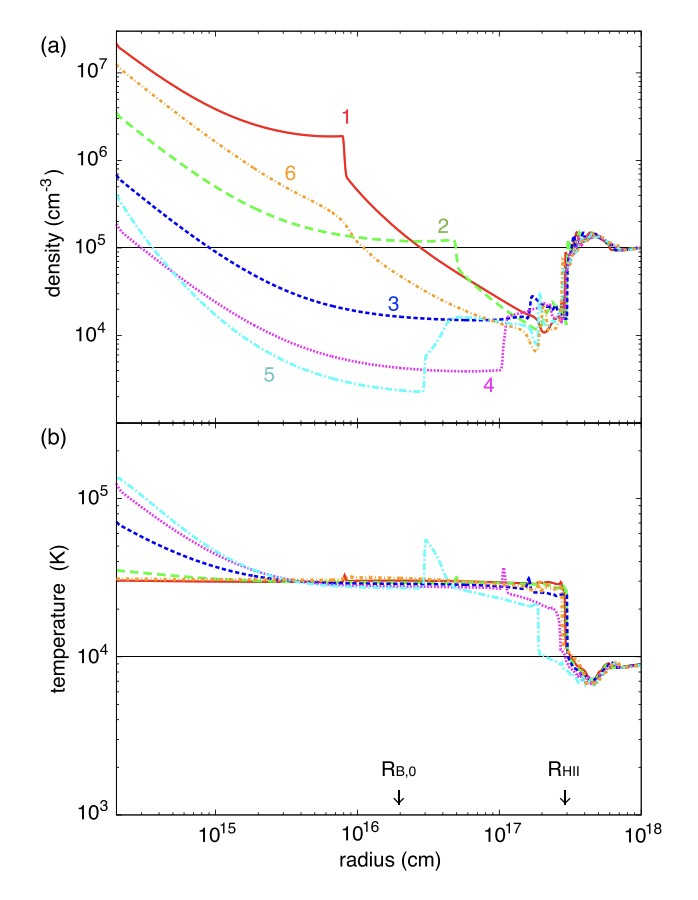 (a)
10⁷
10⁶
10⁵
10⁴
density (cm⁻³)
1
6
2
3
5
4
(b)
10⁵
10⁴
10³
temperature (K)
R_B,0
R_HII
10¹⁵
10¹⁶
10¹⁷
10¹⁸
radius (cm)